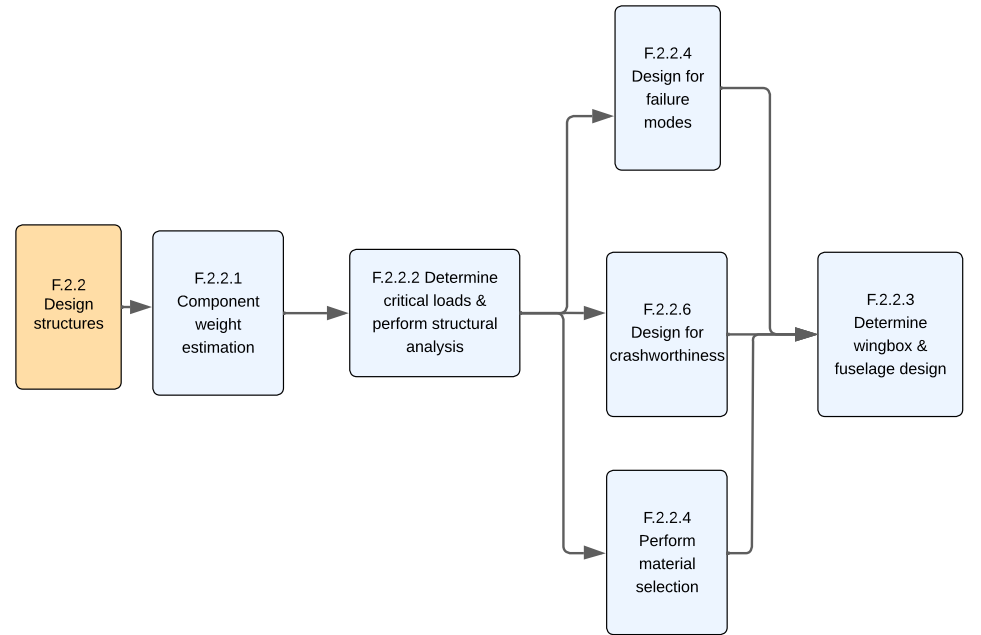 F.2.2
Design
structures
F.2.2.1
Component
weight
estimation
F.2.2.2 Determine
critical loads &
perform structural
analysis
F.2.2.4
Design for
failure
modes
F.2.2.6
Design for
crashworthiness
F.2.2.4
Perform
material
selection
F.2.2.3
Determine
wingbox &
fuselage design